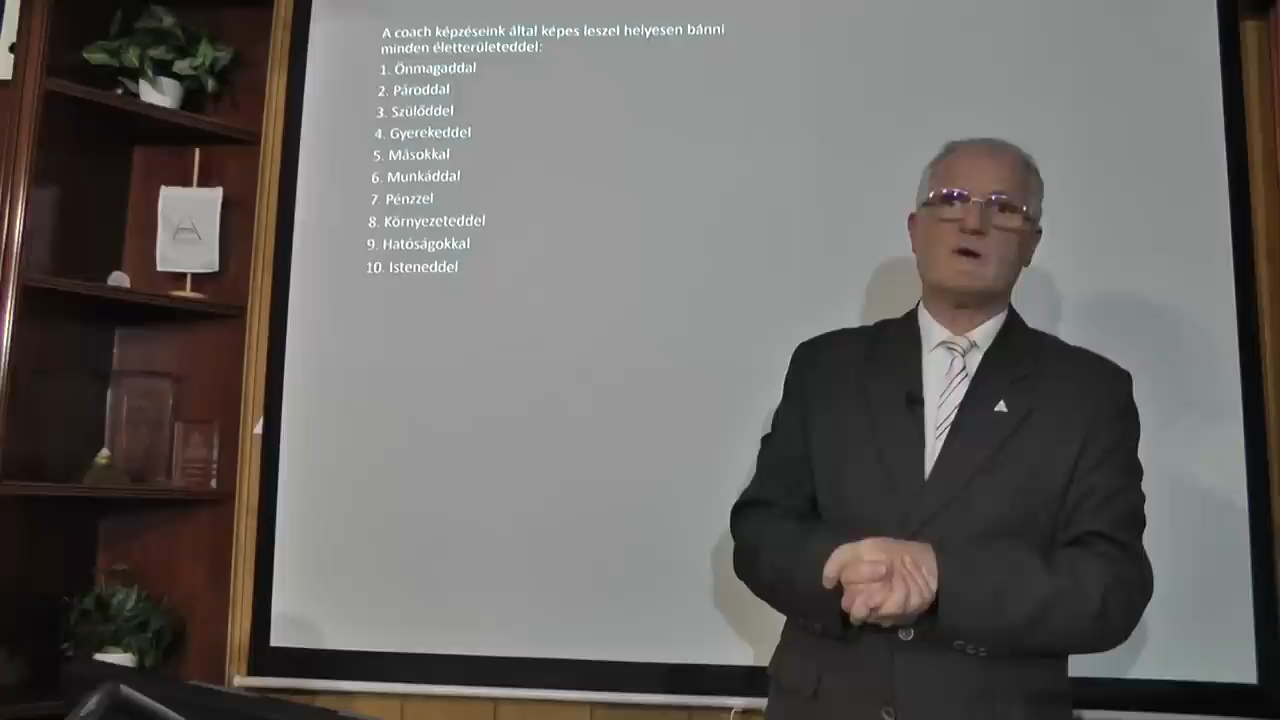 A coach képzéseink által képes leszel helyesen bánni
minden életterületeddel:
1. Önmagaddal
2. Pároddal
3. Szülőddel
4. Gyerekeddel
5. Másokkal
6. Munkáddal
7. Pénzzel
8. Környezeteddel
9. Hatóságokkal
10. Isteneddel